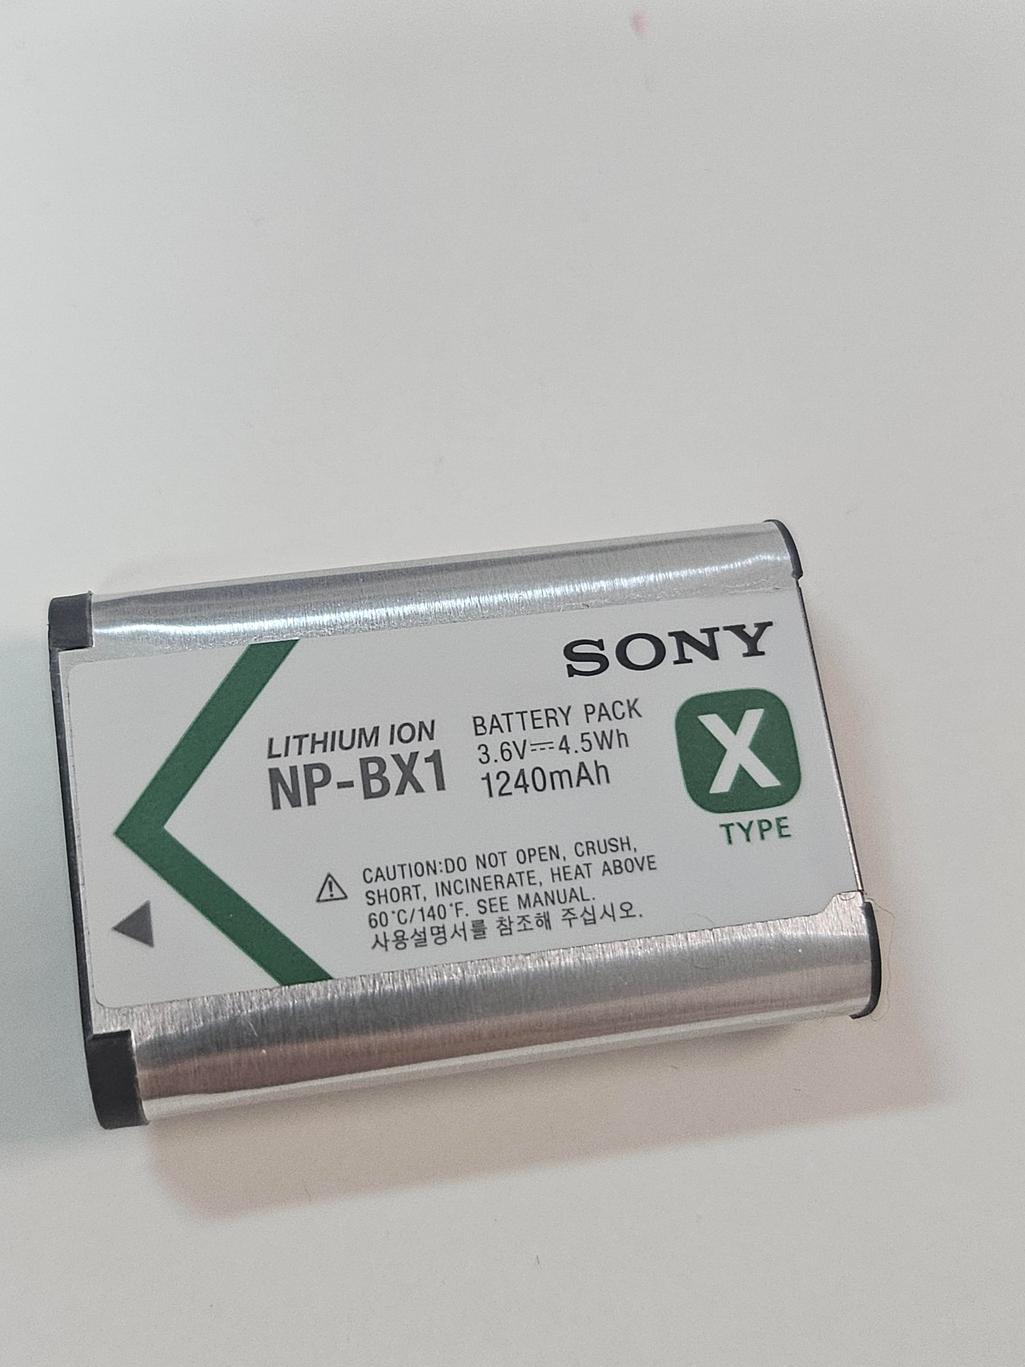 SONY
LITHIUM ION
NP-BX1
BATTERY PACK
3.6V⎓4.5Wh
1240mAh
X
TYPE
⚠ CAUTION:DO NOT OPEN, CRUSH,
SHORT, INCINERATE, HEAT ABOVE
60°C/140°F. SEE MANUAL.
사용설명서를 참조해 주십시오.